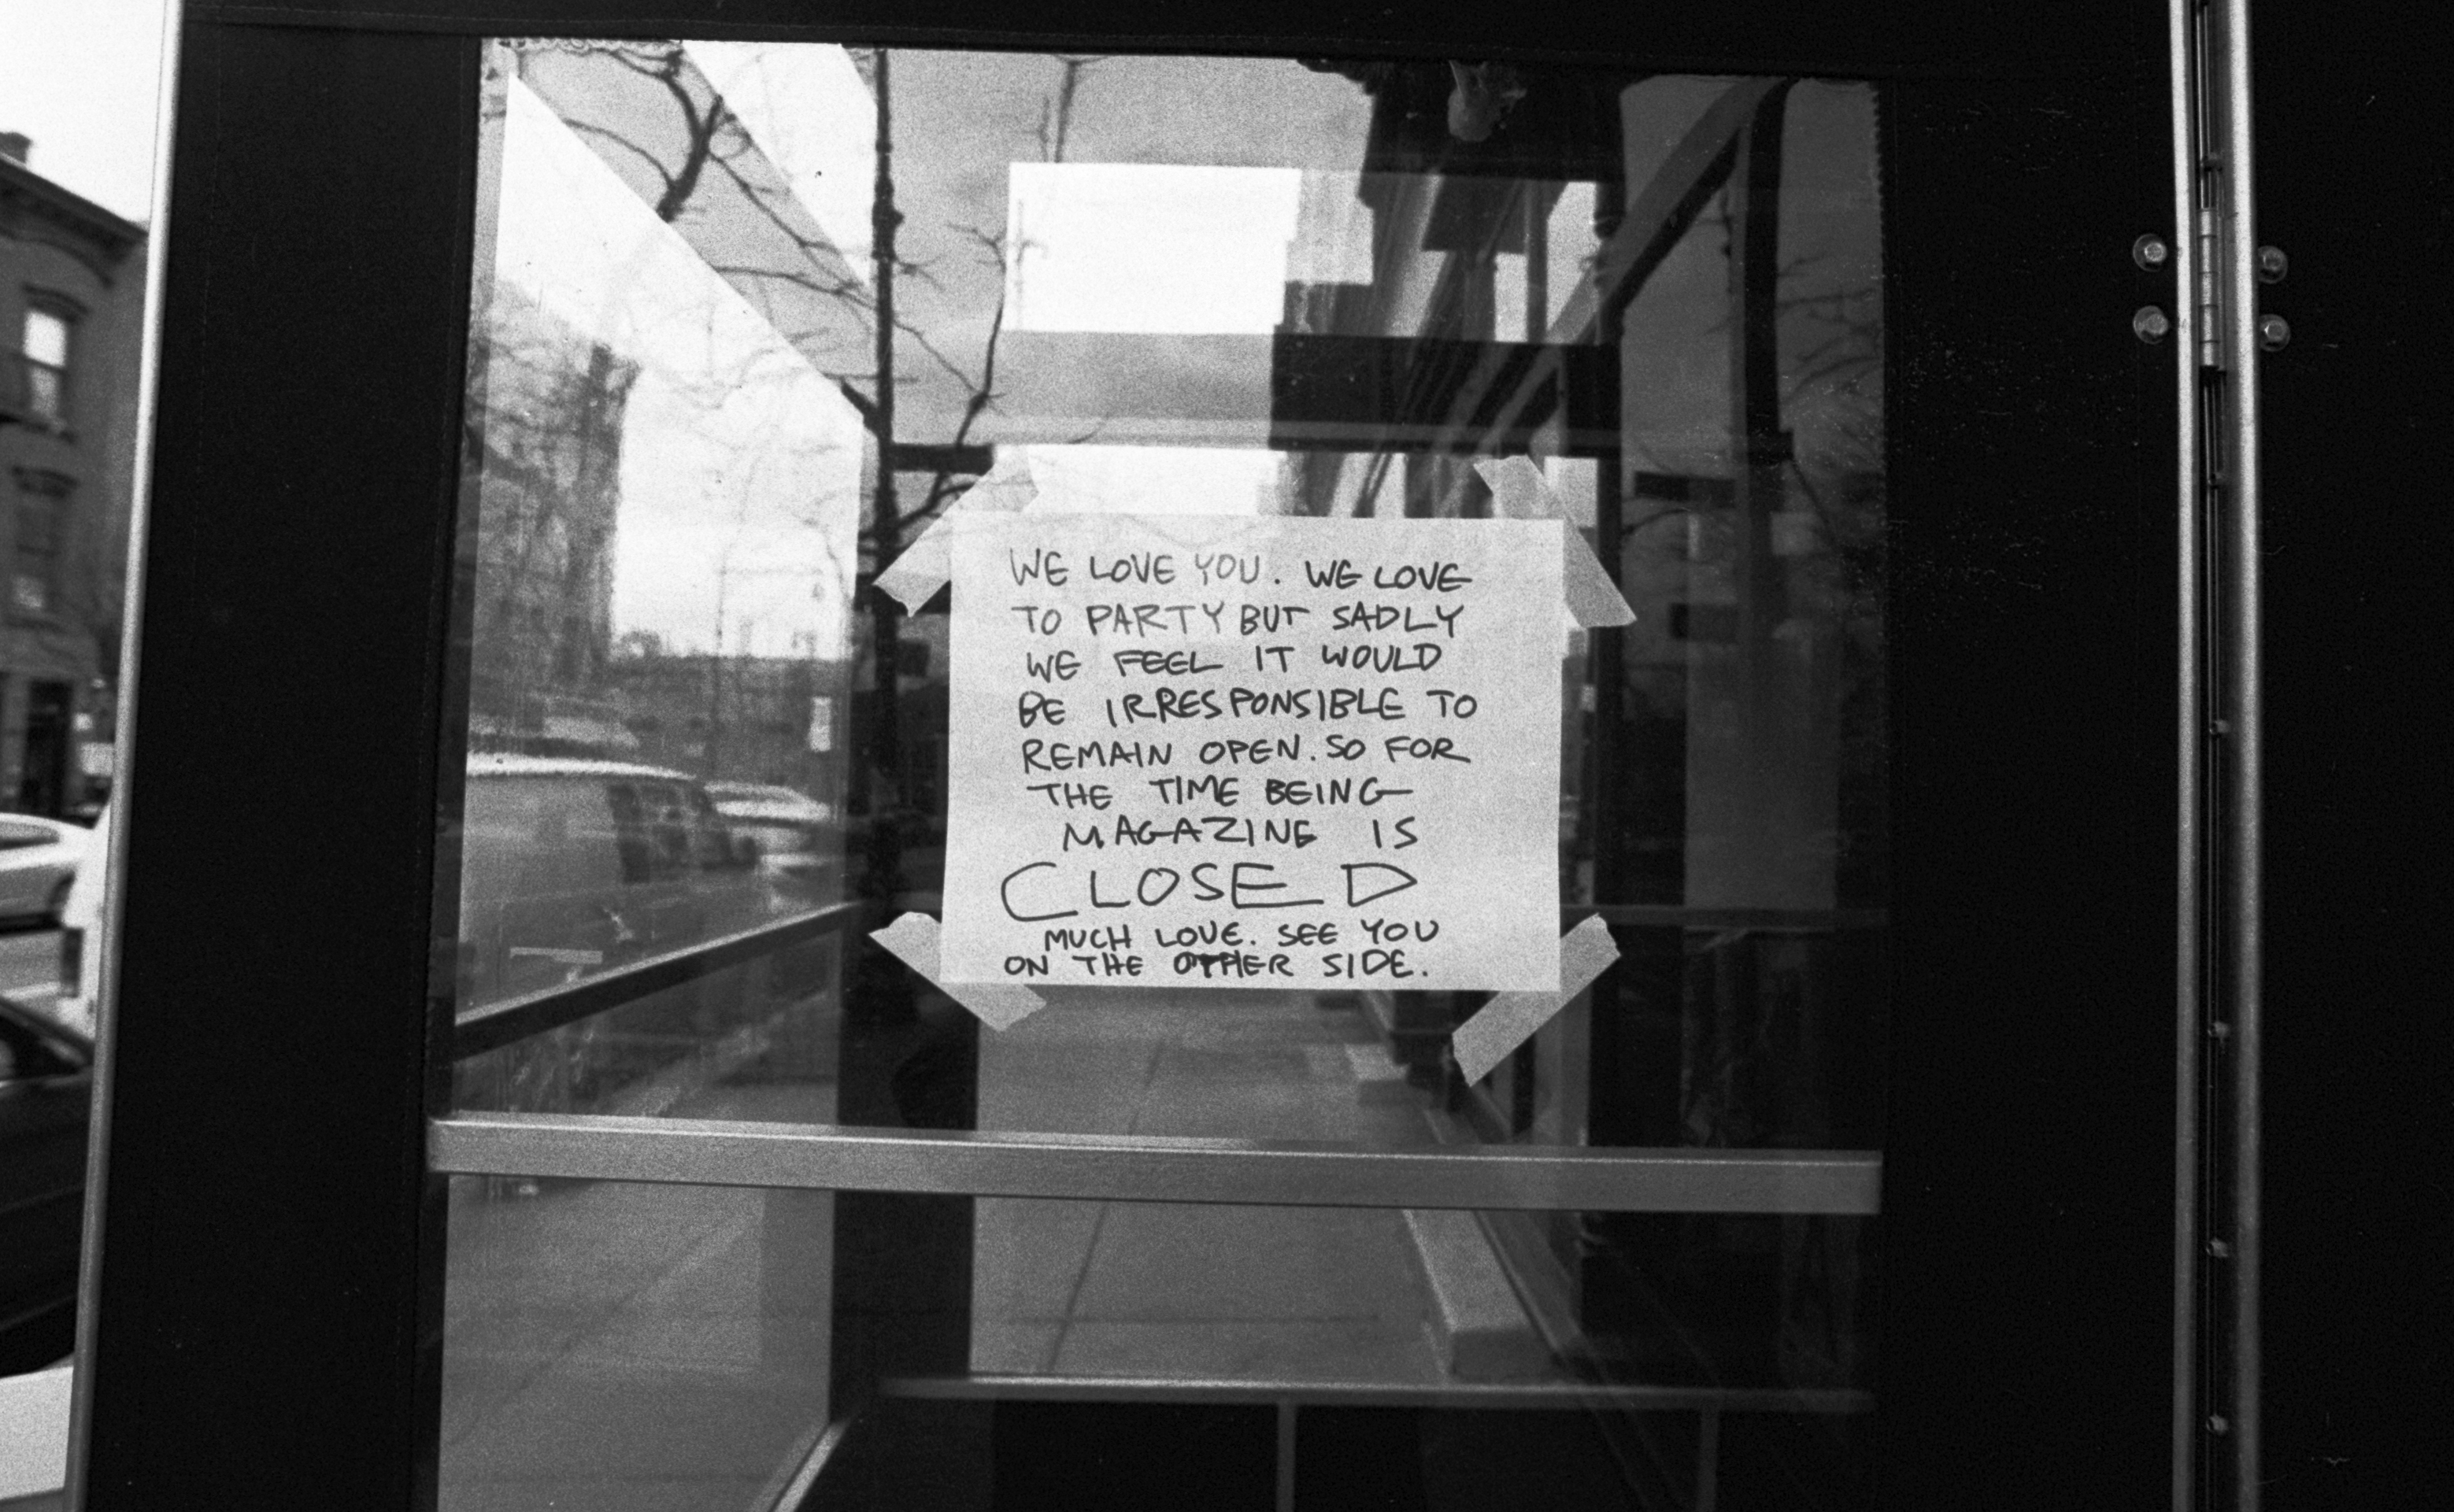 WE LOVE YOU. WE LOVE
TO PARTY BUT SADLY
WE FEEL IT WOULD
BE IRRESPONSIBLE TO
REMAIN OPEN. SO FOR
THE TIME BEING
MAGAZINE IS
CLOSED
MUCH LOVE. SEE YOU
ON THE OTHER SIDE.